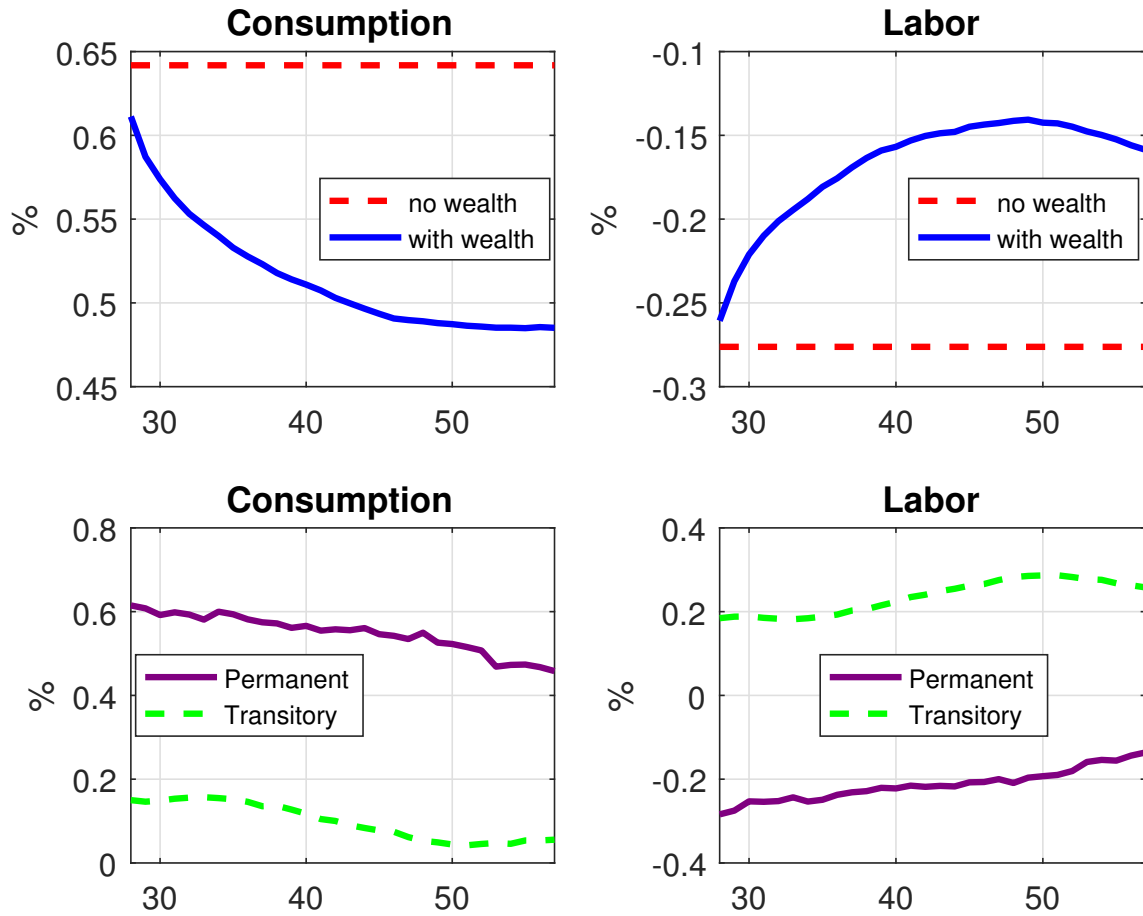 Consumption
0.65
0.6
0.55
0.5
0.45
%
no wealth
with wealth
30 40 50
Labor
-0.1
-0.15
-0.2
-0.25
-0.3
%
no wealth
with wealth
30 40 50
Consumption
0.8
0.6
0.4
0.2
0
%
Permanent
Transitory
30 40 50
Labor
0.4
0.2
0
-0.2
-0.4
%
Permanent
Transitory
30 40 50